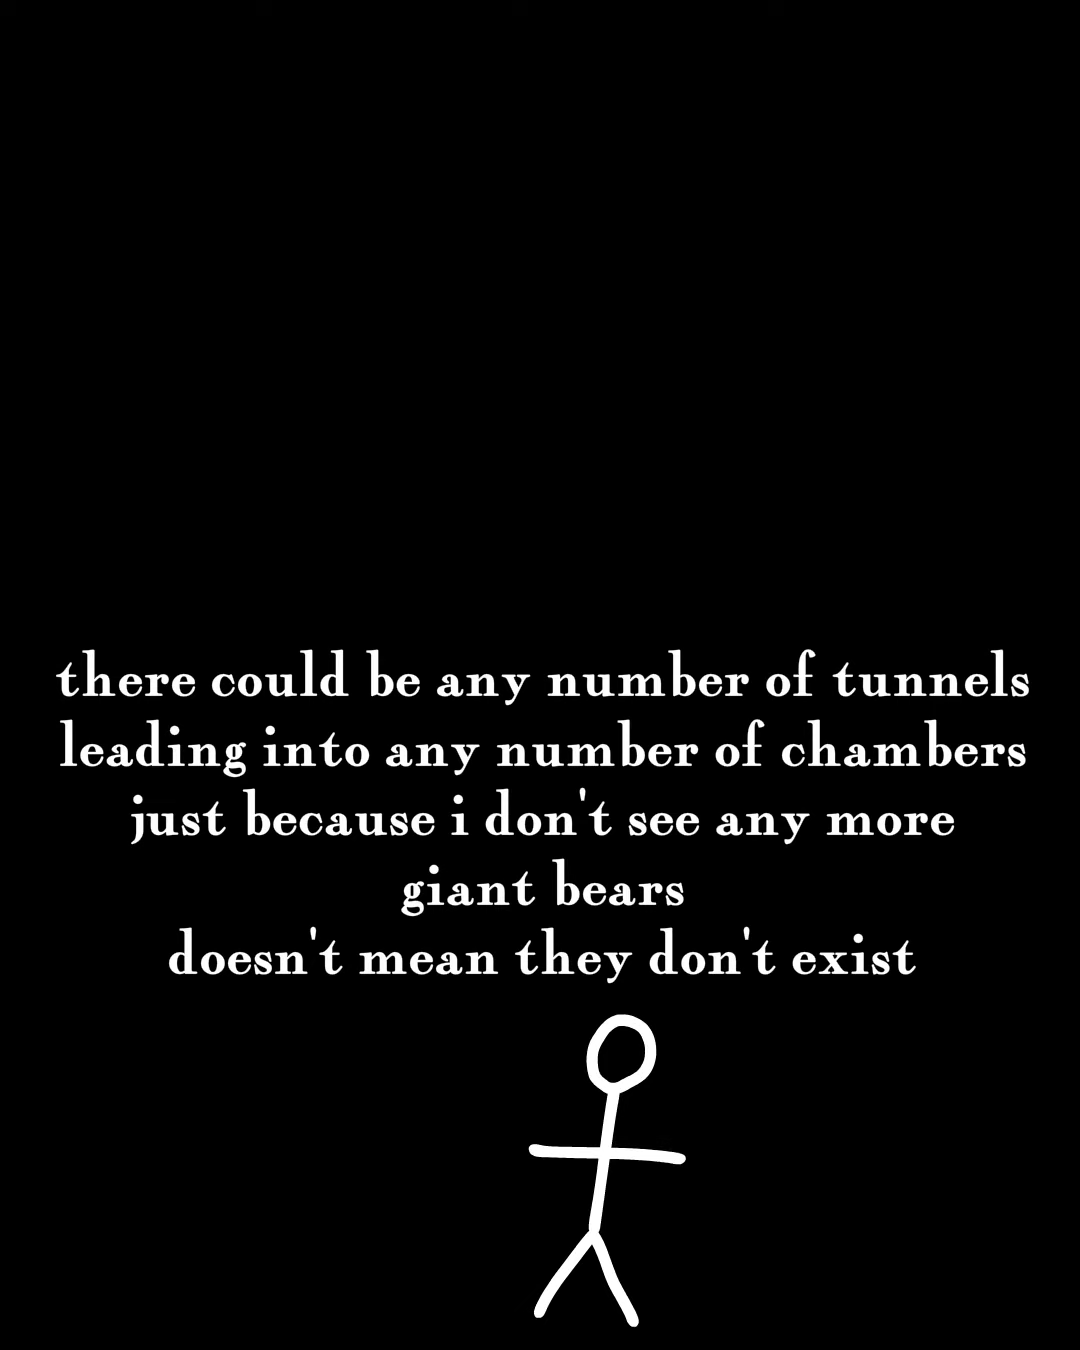 there could be any number of tunnels
leading into any number of chambers
just because i don't see any more
giant bears
doesn't mean they don't exist